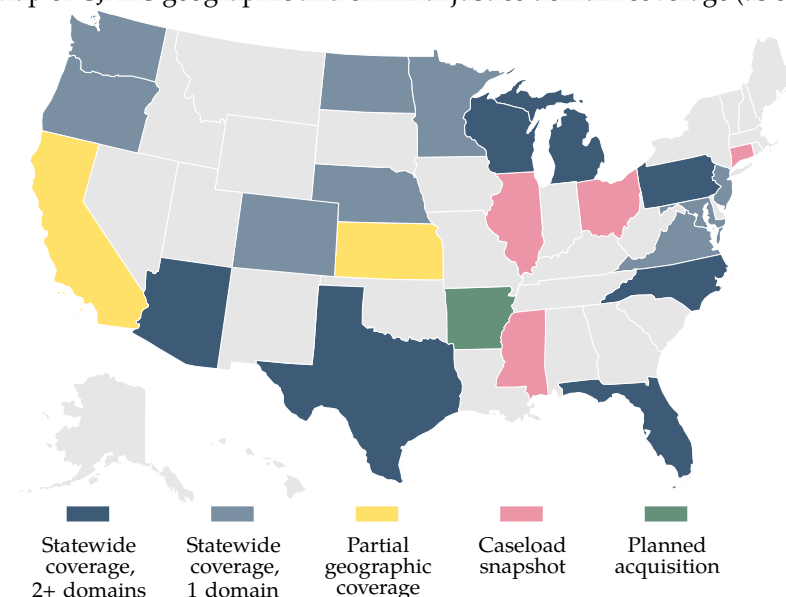 Statewide
coverage,
2+ domains
Statewide
coverage,
1 domain
Partial
geographic
coverage
Caseload
snapshot
Planned
acquisition